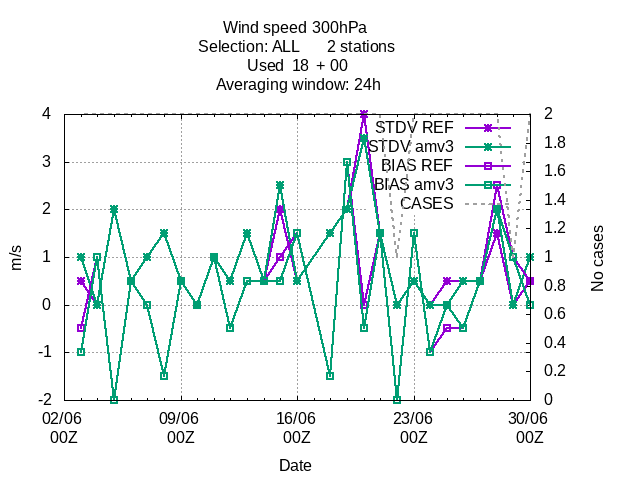 Wind speed 300hPa
Selection: ALL 2 stations
Used 18 + 00
Averaging window: 24h
4
3
2
1
0
-1
-2
m/s
2
1.8
1.6
1.4
1.2
1
0.8
0.6
0.4
0.2
0
No cases
STDV REF
STDV amv3
BIAS REF
BIAS amv3
CASES
02/06 09/06 16/06 23/06 30/06
00Z 00Z 00Z 00Z 00Z
Date